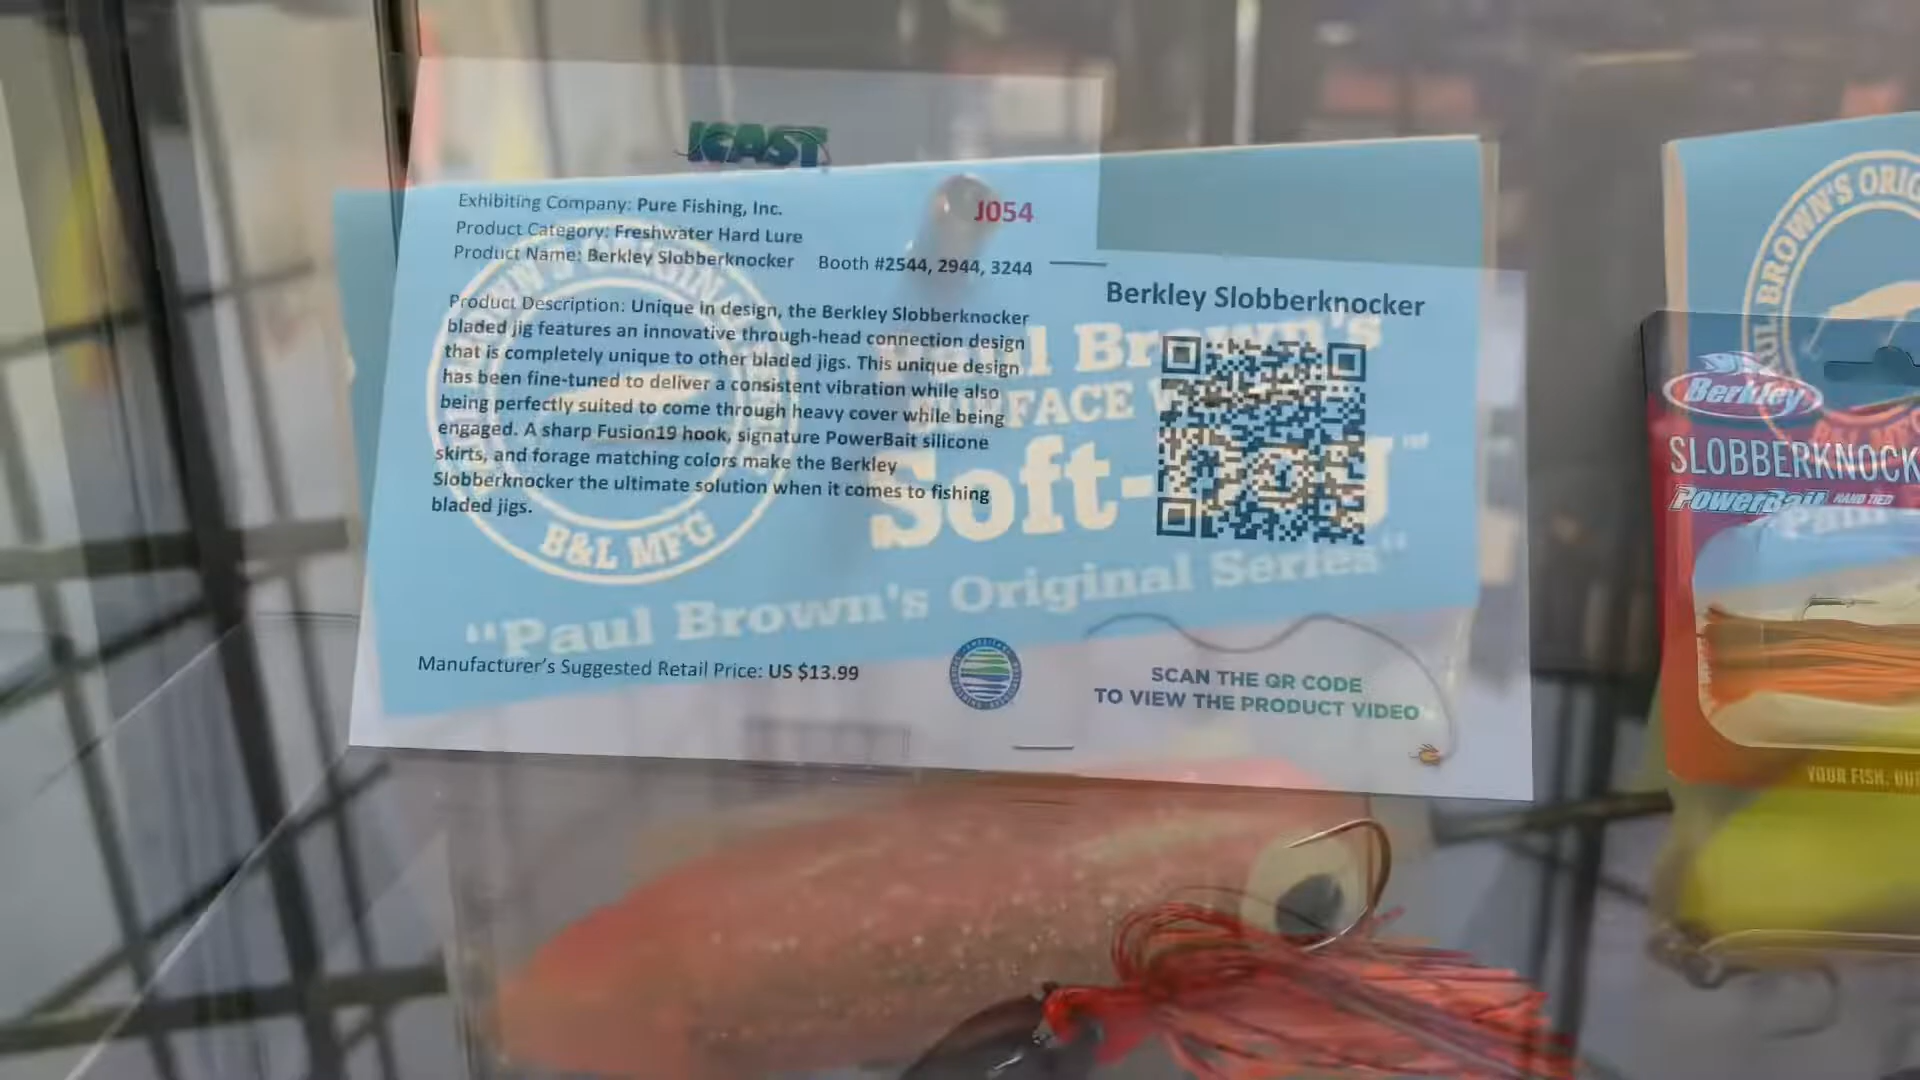 ICAST
Exhibiting Company: Pure Fishing, Inc.
J054
Product Category: Freshwater Hard Lure
Product Name: Berkley Slobberknocker Booth #2544, 2944, 3244
Product Description: Unique in design, the Berkley Slobberknocker
bladed jig features an innovative through-head connection design
that is completely unique to other bladed jigs. This unique design
has been fine-tuned to deliver a consistent vibration while also
being perfectly suited to come through heavy cover while being
engaged. A sharp Fusion19 hook, signature PowerBait silicone
skirts, and forage matching colors make the Berkley
Slobberknocker the ultimate solution when it comes to fishing
bladed jigs.
Manufacturer's Suggested Retail Price: US $13.99
Berkley Slobberknocker
SCAN THE QR CODE
TO VIEW THE PRODUCT VIDEO
B&L MFG
Soft-
"Paul Brown's Original Series"
BROWN'S
Berkley
SLOBBERKNOCK
PowerBait HAND TIED
YOUR FISH. OUR